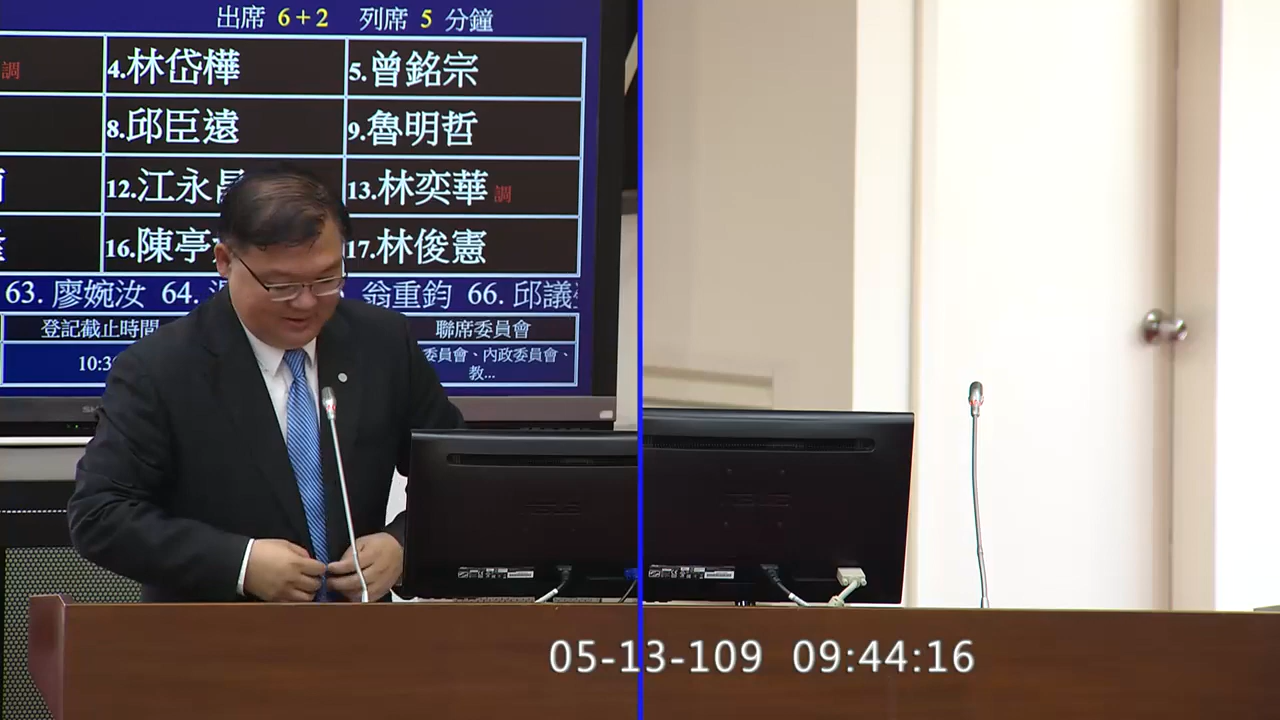 出席 6+2 列席 5 分鐘
調 4.林岱樺 5.曾銘宗
8.邱臣遠 9.魯明哲
12.江永 13.林奕華 調
16.陳亭 17.林俊憲
63. 廖婉汝 64. 翁重鈞 66. 邱議
登記截止時間 聯席委員會
10:3 委員會、內政委員會、
教...
05-13-109 09:44:16